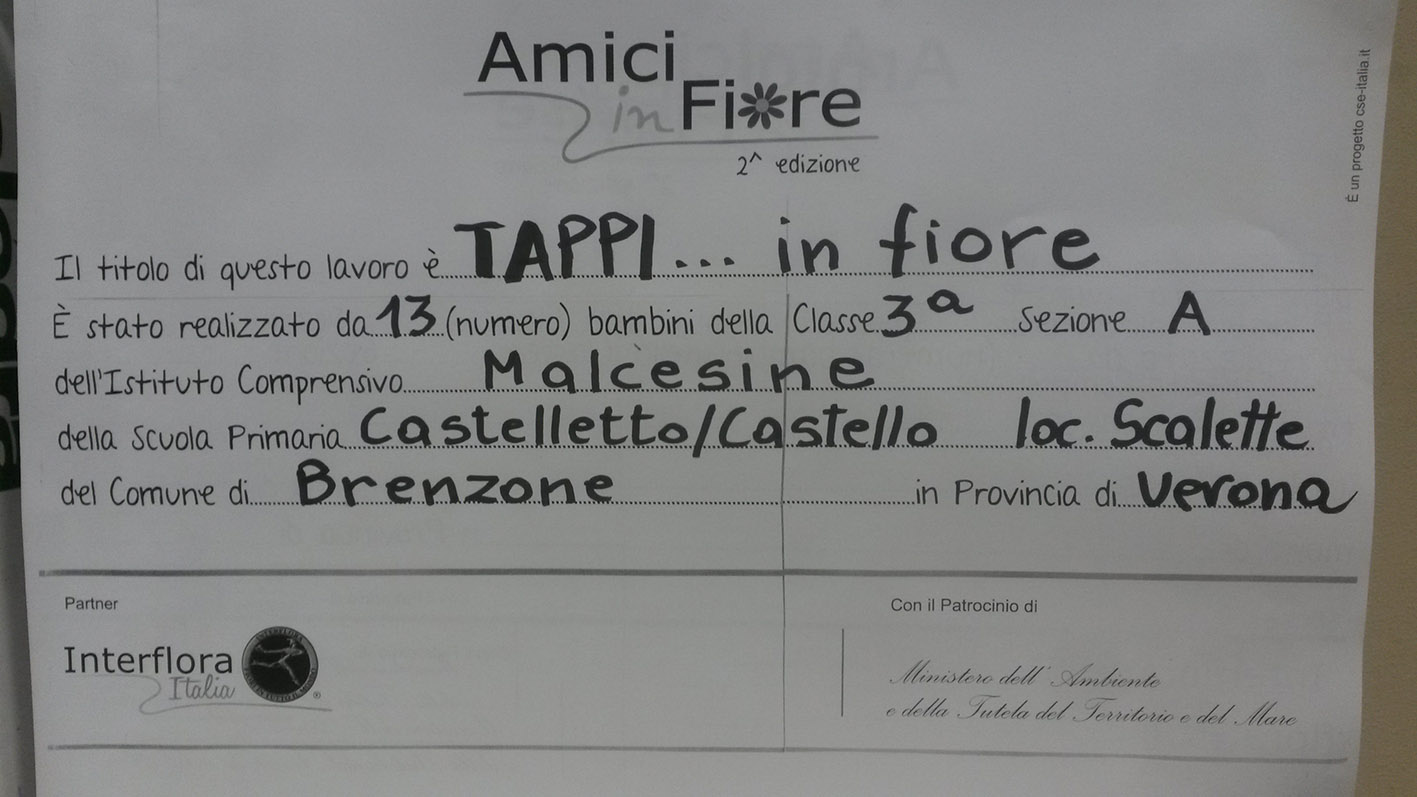 Amici
in Fiore
2^ edizione
È un progetto cse-italia.it
Il titolo di questo lavoro è TAPPI... in fiore
È stato realizzato da 13 (numero) bambini della Classe 3ª Sezione A
dell'Istituto Comprensivo Malcesine
della Scuola Primaria Castelletto/Castello loc. Scalette
del Comune di Brenzone in Provincia di Verona
Partner
Con il Patrocinio di
Interflora
Italia
®
Ministero dell'Ambiente
e della Tutela del Territorio e del Mare